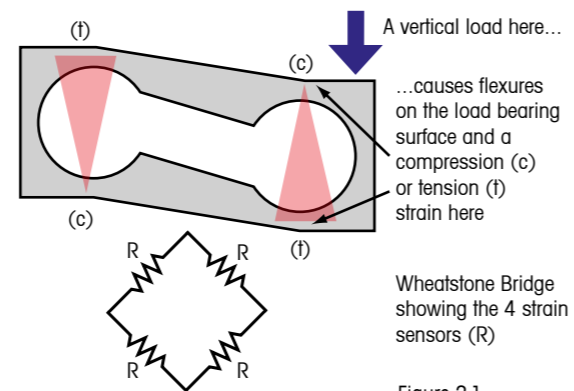 (t)
A vertical load here...
(c)
...causes flexures
on the load bearing
surface and a
compression (c)
or tension (t)
strain here
(c)
(t)
R
R
Wheatstone Bridge
showing the 4 strain
sensors (R)
R
R